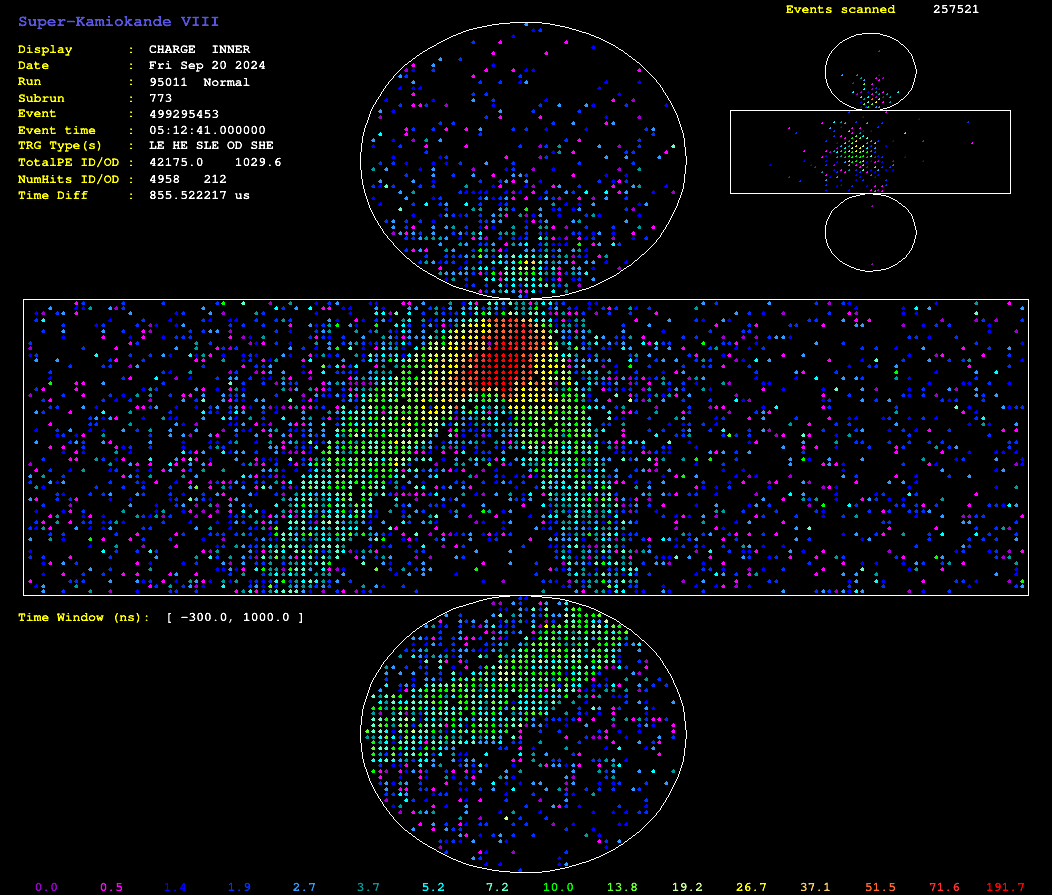 Super-Kamiokande VIII
Events scanned 257521
Display : CHARGE INNER
Date : Fri Sep 20 2024
Run : 95011 Normal
Subrun : 773
Event : 499295453
Event time : 05:12:41.000000
TRG Type(s) : LE HE SLE OD SHE
TotalPE ID/OD : 42175.0 1029.6
NumHits ID/OD : 4958 212
Time Diff : 855.522217 us
Time Window (ns): [ -300.0, 1000.0 ]
0.0 0.5 1.4 1.9 2.7 3.7 5.2 7.2 10.0 13.8 19.2 26.7 37.1 51.5 71.6 191.7